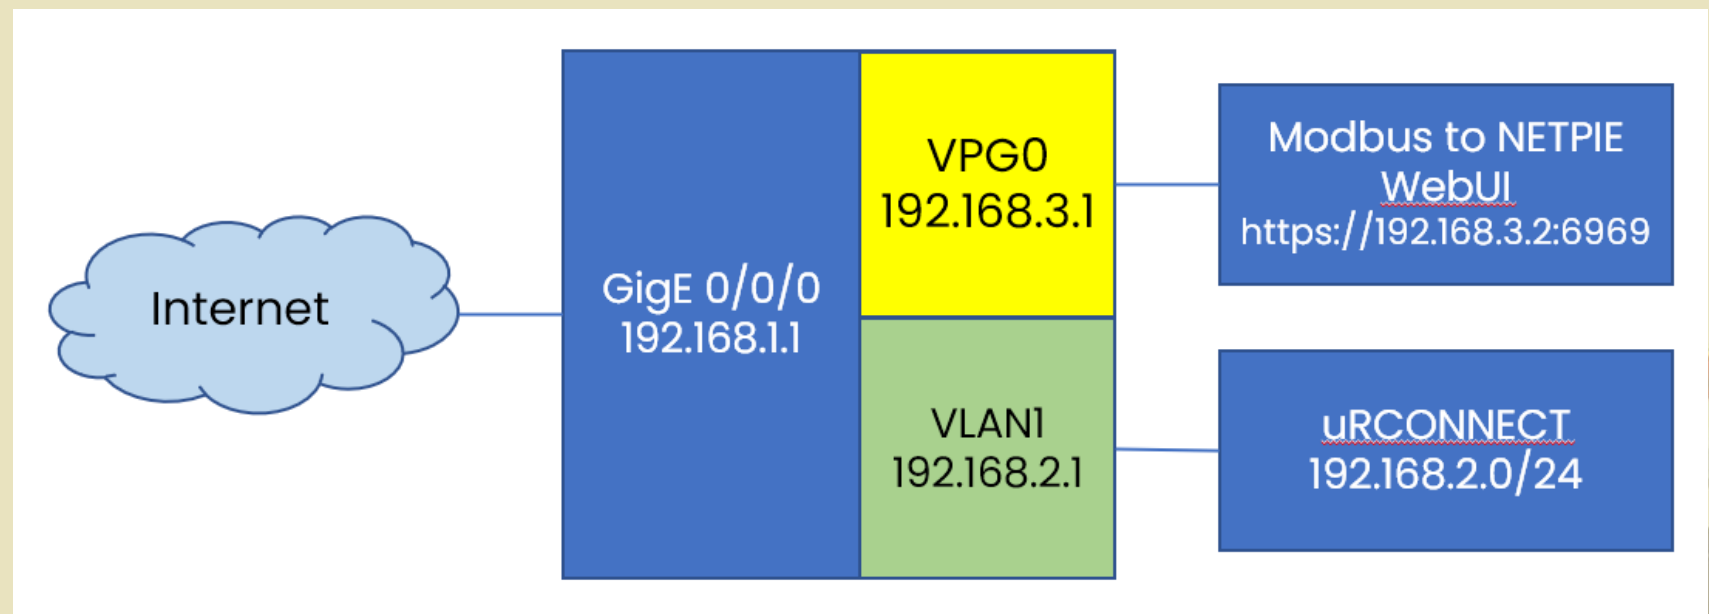 Internet
GigE 0/0/0
192.168.1.1
VPG0
192.168.3.1
VLAN1
192.168.2.1
Modbus to NETPIE
WebUI
https://192.168.3.2:6969
uRCONNECT
192.168.2.0/24